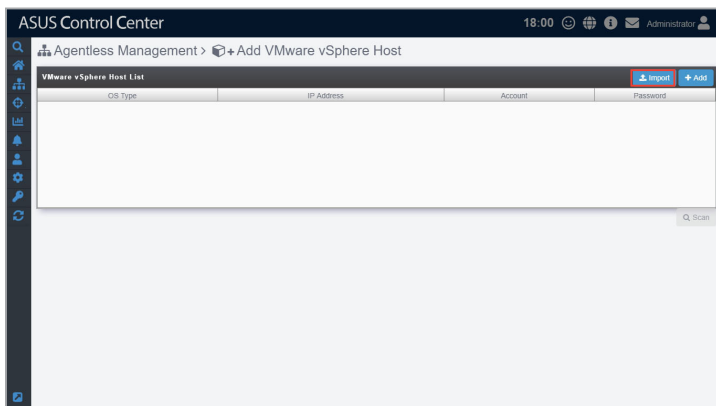 ASUS Control Center 18:00 Administrator
Agentless Management > + Add VMware vSphere Host
VMware vSphere Host List Import + Add
OS Type IP Address Account Password
Scan